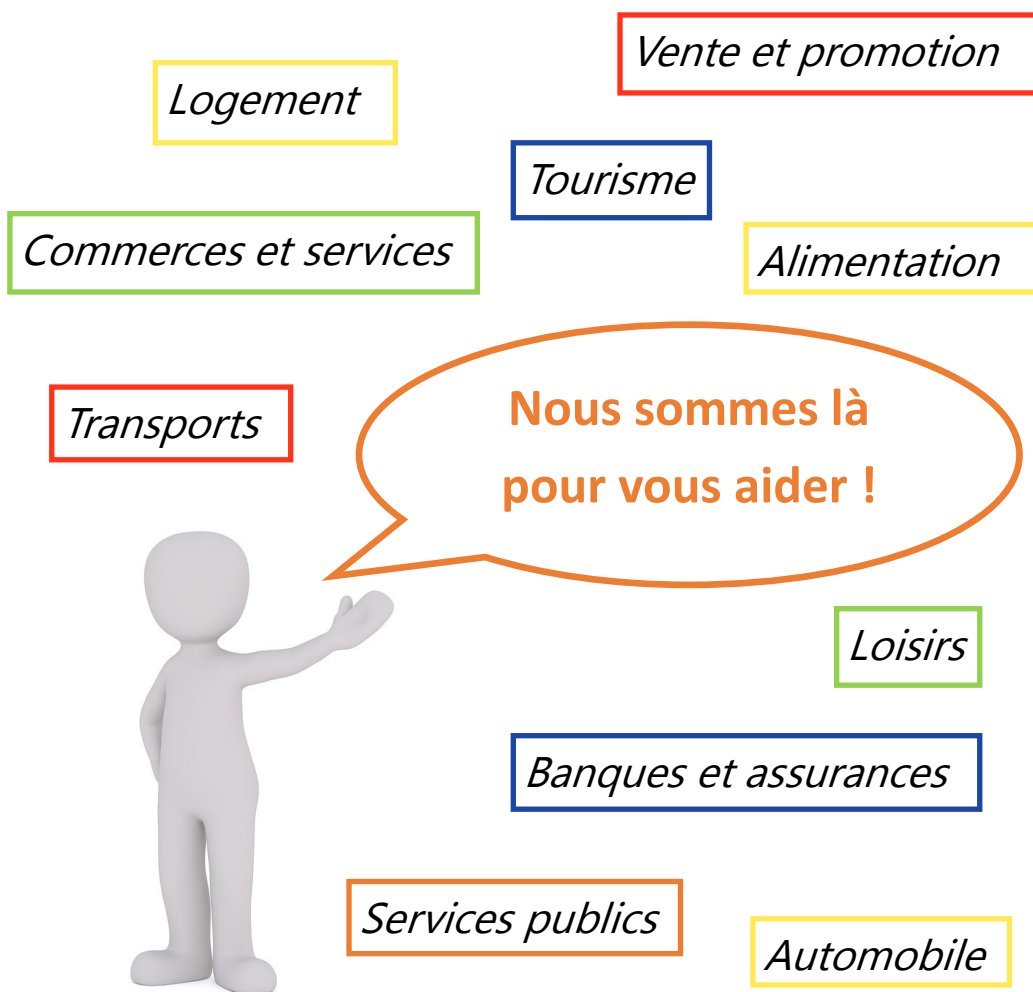 Vente et promotion
Logement
Tourisme
Commerces et services
Alimentation
Transports
Nous sommes là
pour vous aider !
Loisirs
Banques et assurances
Services publics
Automobile